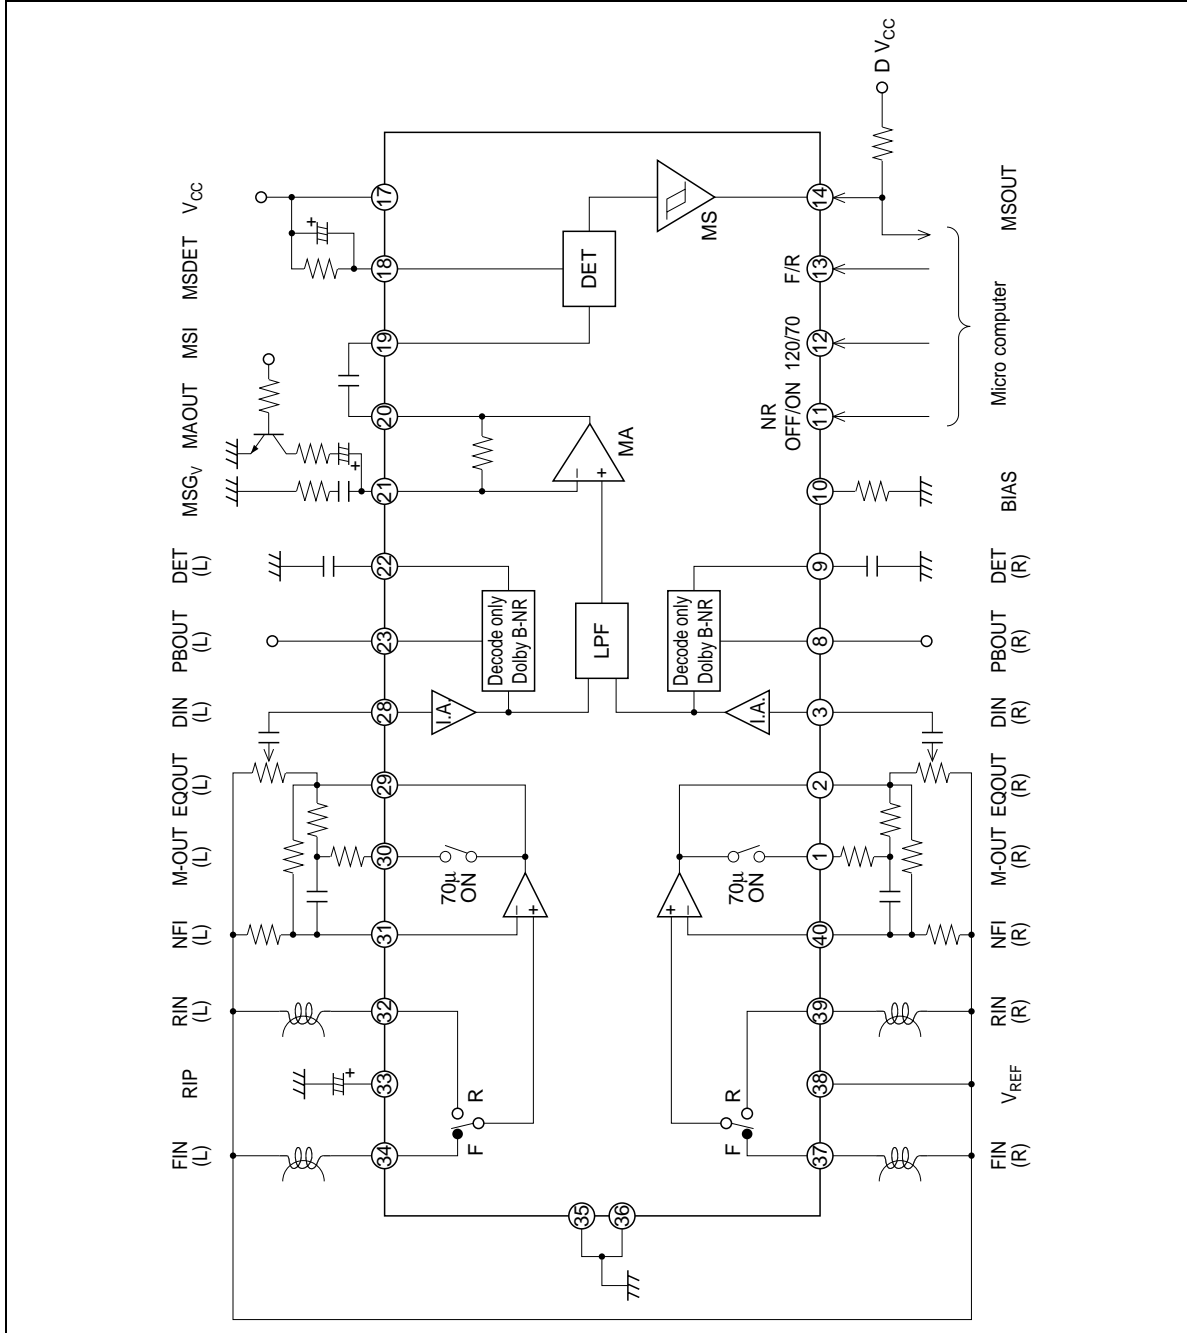 FIN
(L)
RIP
RIN
(L)
NFI
(L)
M-OUT
(L)
EQOUT
(L)
DIN
(L)
PBOUT
(L)
DET
(L)
MSGV
MAOUT
MSI
MSDET
VCC
+
+
+
34
33
32
31
30
29
28
23
22
21
20
19
18
17
F
R
70μ
ON
−
+
I.A.
Decode only
Dolby B-NR
−
+
MA
DET
MS
LPF
35
36
F
R
+
−
70μ
ON
I.A.
Decode only
Dolby B-NR
NR
OFF/ON
120/70
F/R
37
38
39
40
1
2
3
8
9
10
11
12
13
14
D VCC
FIN
(R)
VREF
RIN
(R)
NFI
(R)
M-OUT
(R)
EQOUT
(R)
DIN
(R)
PBOUT
(R)
DET
(R)
BIAS
Micro computer
MSOUT